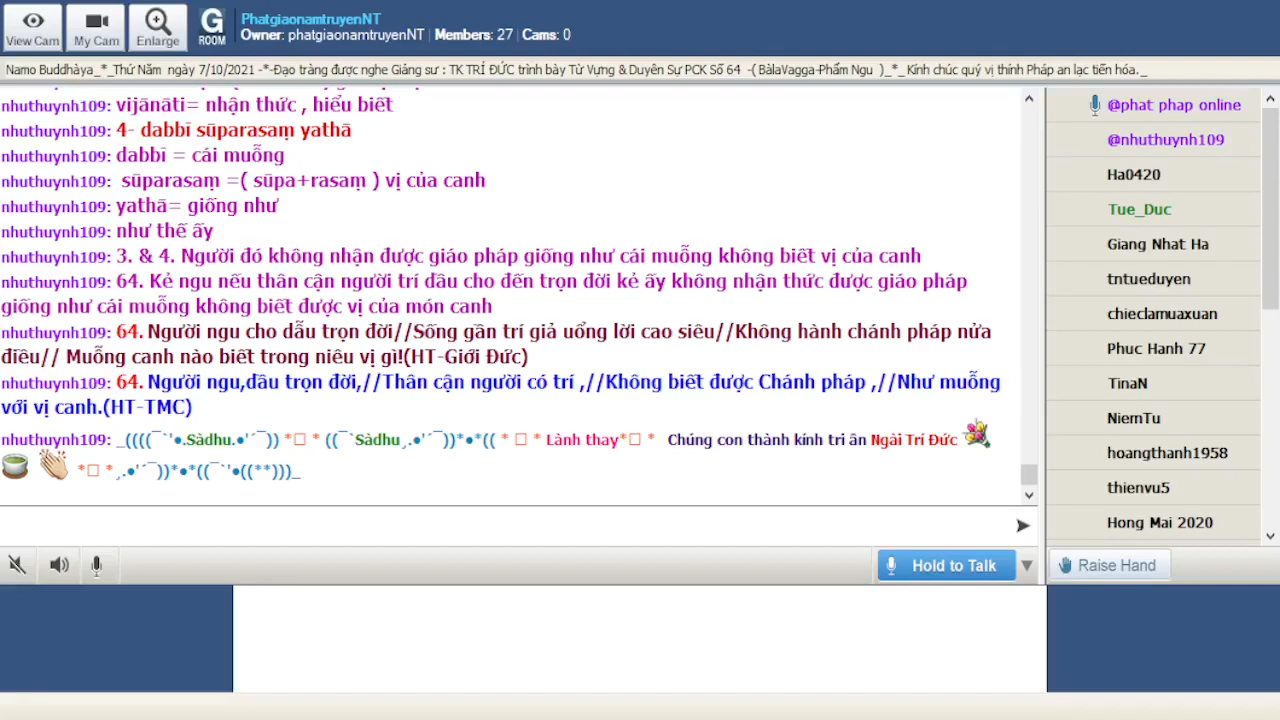 View Cam
My Cam
Enlarge
G
ROOM
PhatgiaonamtruyenNT
Owner: phatgiaonamtruyenNT | Members: 27 | Cams: 0
Namo Buddhàya_*_Thứ Năm ngày 7/10/2021 -*-Đạo tràng được nghe Giảng sư : TK TRÍ ĐỨC trình bày Từ Vựng & Duyên Sự PCK Số 64 -( BàlaVagga-Phẩm Ngu )_*_ Kính chúc quý vị thính Pháp an lạc tiến hóa._
nhuthuynh109: vijānāti= nhận thức , hiểu biết
nhuthuynh109: 4- dabbī sūparasaṃ yathā
nhuthuynh109: dabbī = cái muỗng
nhuthuynh109: sūparasaṃ =( sūpa+rasaṃ ) vị của canh
nhuthuynh109: yathā= giống như
nhuthuynh109: như thế ấy
nhuthuynh109: 3. & 4. Người đó không nhận được giáo pháp giống như cái muỗng không biết vị của canh
nhuthuynh109: 64. Kẻ ngu nếu thân cận người trí dầu cho đến trọn đời kẻ ấy không nhận thức được giáo pháp
giống như cái muỗng không biết được vị của món canh
nhuthuynh109: 64. Người ngu cho dẫu trọn đời//Sống gần trí giả uổng lời cao siêu//Không hành chánh pháp nửa
điều// Muỗng canh nào biết trong niêu vị gì!(HT-Giới Đức)
nhuthuynh109: 64. Người ngu,dầu trọn đời,//Thân cận người có trí ,//Không biết được Chánh pháp ,//Như muỗng
với vị canh.(HT-TMC)
nhuthuynh109: _((((¯`'●.Sàdhu.●'´¯)) *□ * ((¯`Sàdhu¸.●'´¯))*●*(( * □ * Lành thay*□ * Chúng con thành kính tri ân Ngài Trí Đức
*□ *¸.●'´¯))*●*((¯`'●((**)))_
Hold to Talk
@phat phap online
@nhuthuynh109
Ha0420
Tue_Duc
Giang Nhat Ha
tntueduyen
chieclamuaxuan
Phuc Hanh 77
TinaN
NiemTu
hoangthanh1958
thienvu5
Hong Mai 2020
Raise Hand